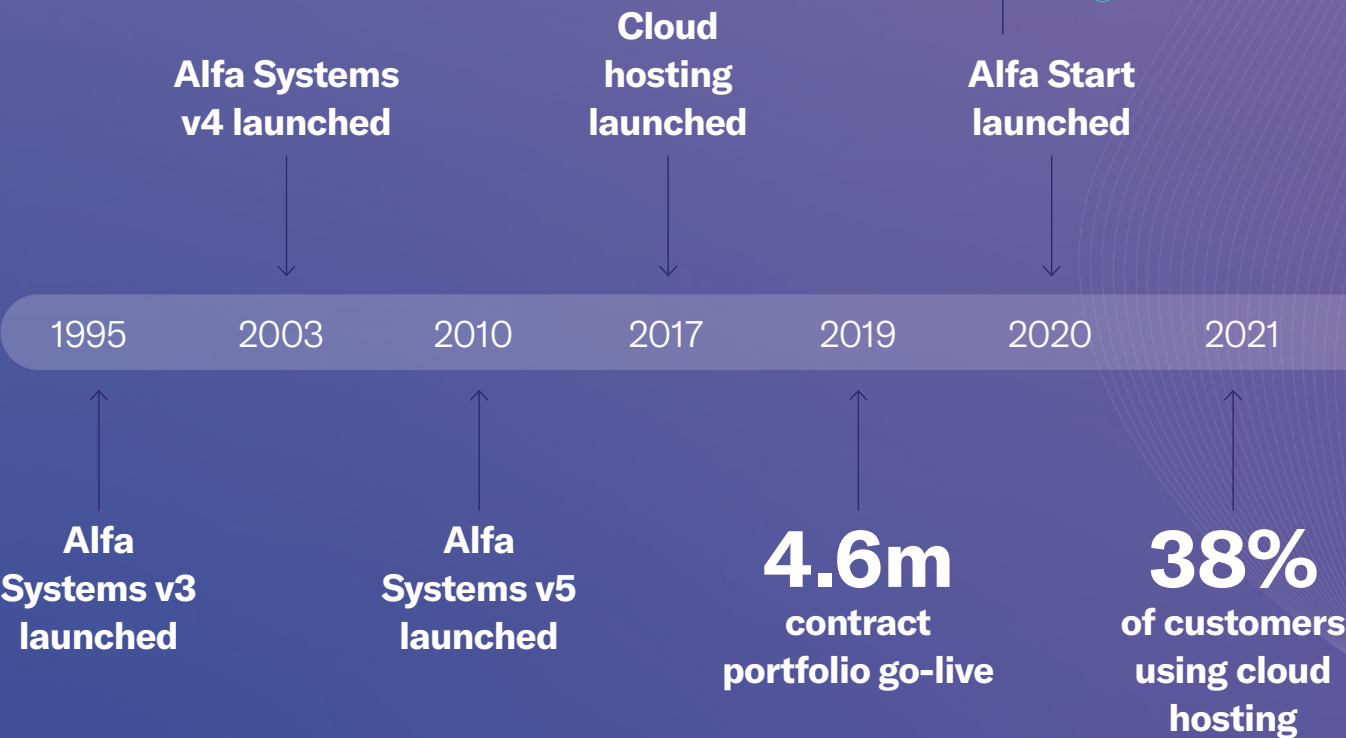 Alfa Systems
v4 launched
Cloud
hosting
launched
Alfa Start
launched
1995
2003
2010
2017
2019
2020
2021
Alfa
Systems v3
launched
Alfa
Systems v5
launched
4.6m
contract
portfolio go-live
38%
of customers
using cloud
hosting